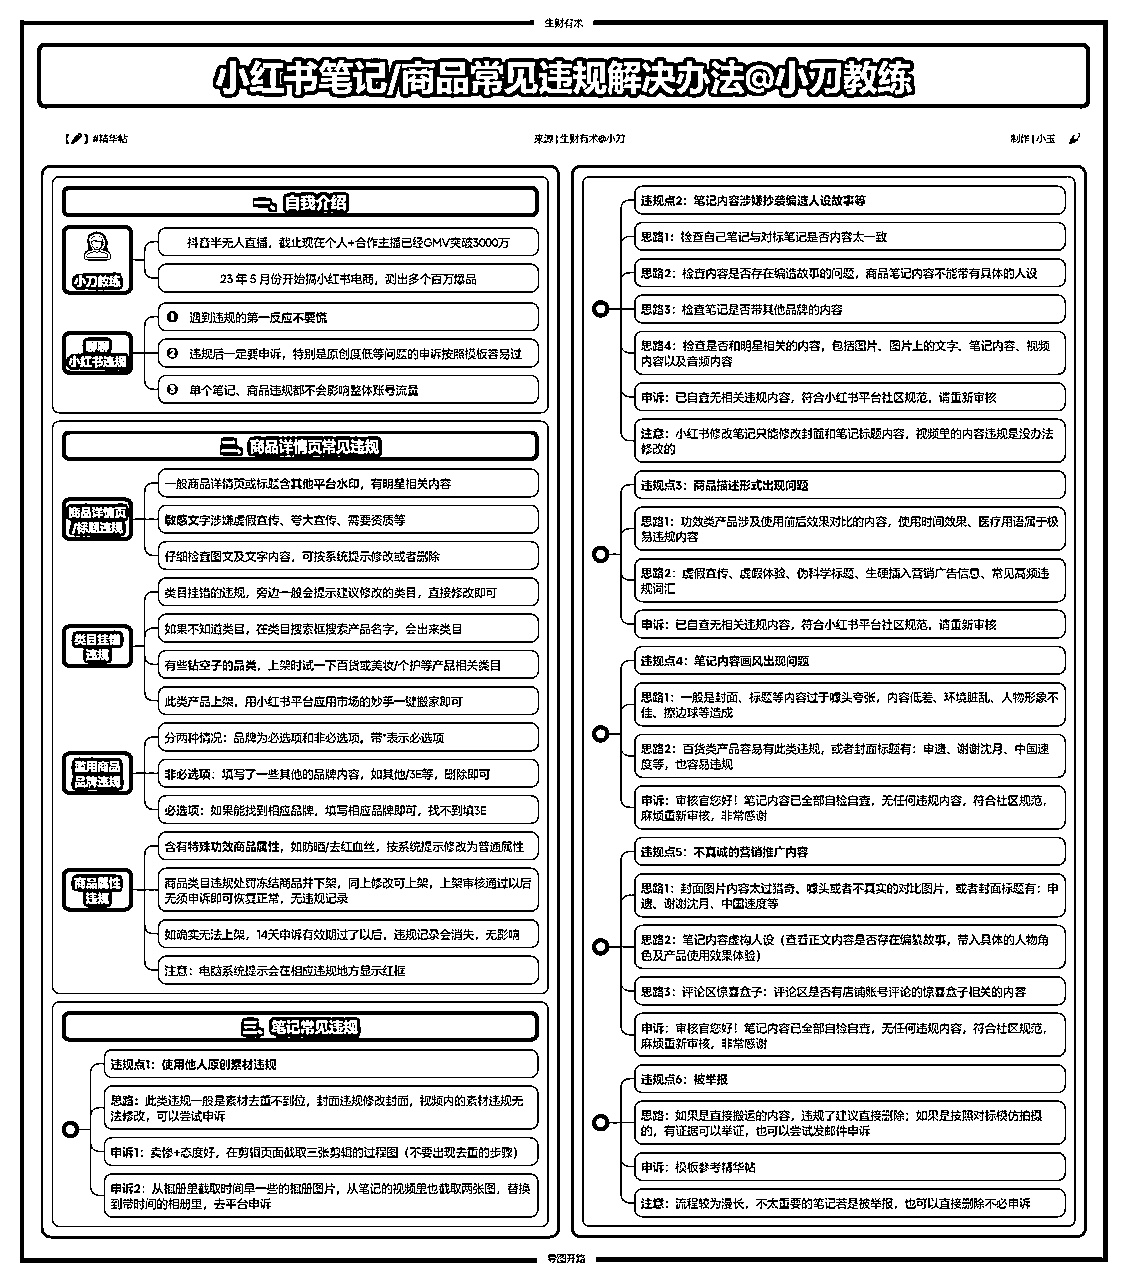 生财有术
小红书笔记/商品常见违规解决办法@小刀教练
【】#精华帖
来源|生财有术@小刀
制作|小玉
一、自我介绍
小刀教练
抖音半无人直播，截止现在个人+合作主播已经GMV突破3000万
23年5月份开始搞小红书电商，测出多个百万爆品
聊聊
小红书违规
❶ 遇到违规的第一反应不要慌
❷ 违规后一定要申诉，特别是原创度低等问题的申诉按照模板容易过
❸ 单个笔记、商品违规都不会影响整体账号流量
二、商品详情页常见违规
商品详情页
/标题违规
一般商品详情页或标题含其他平台水印，有明星相关内容
敏感文字涉嫌虚假宣传、夸大宣传、需要资质等
仔细检查图文及文字内容，可按系统提示修改或者删除
类目挂错
违规
类目挂错的违规，旁边一般会提示建议修改的类目，直接修改即可
如果不知道类目，在类目搜索框搜索产品名字，会出来类目
有些钻空子的品类，上架时试一下百货或美妆/个护等产品相关类目
此类产品上架，用小红书平台应用市场的妙手一键搬家即可
滥用商品
品牌违规
分两种情况：品牌为必选项和非必选项，带*表示必选项
非必选项：填写了一些其他的品牌内容，如其他/3E等，删除即可
必选项：如果能找到相应品牌，填写相应品牌即可，找不到填3E
商品属性
违规
含有特殊功效商品属性，如防晒/去红血丝，按系统提示修改为普通属性
商品类目违规处罚冻结商品并下架，同上修改可上架，上架审核通过以后
无须申诉即可恢复正常，无违规记录
如确实无法上架，14天申诉有效期过了以后，违规记录会消失，无影响
注意：电脑系统提示会在相应违规地方显示红框
三、笔记常见违规
违规点1：使用他人原创素材违规
思路：此类违规一般是素材去重不到位，封面违规修改封面，视频内的素材违规无
法修改，可以尝试申诉
申诉1：卖惨+态度好，在剪辑页面截取三张剪辑的过程图（不要出现去重的步骤）
申诉2：从相册里截取时间早一些的相册图片，从笔记的视频里也截取两张图，替换
到带时间的相册里，去平台申诉
违规点2：笔记内容涉嫌抄袭编造人设故事等
思路1：检查自己笔记与对标笔记是否内容太一致
思路2：检查内容是否存在编造故事的问题，商品笔记内容不能带有具体的人设
思路3：检查笔记是否带其他品牌的内容
思路4：检查是否和明星相关的内容，包括图片、图片上的文字、笔记内容、视频
内容以及音频内容
申诉：已自查无相关违规内容，符合小红书平台社区规范，请重新审核
注意：小红书修改笔记只能修改封面和笔记标题内容，视频里的内容违规是没办法
修改的
违规点3：商品描述形式出现问题
思路1：功效类产品涉及使用前后效果对比的内容，使用时间效果、医疗用语属于极
易违规内容
思路2：虚假宣传、虚假体验、伪科学标题、生硬插入营销广告信息、常见高频违
规词汇
申诉：已自查无相关违规内容，符合小红书平台社区规范，请重新审核
违规点4：笔记内容画风出现问题
思路1：一般是封面、标题等内容过于噱头夸张，内容低差、环境脏乱、人物形象不
佳、擦边球等造成
思路2：百货类产品容易有此类违规，或者封面标题有：申遗、谢谢沈月、中国速
度等，也容易违规
申诉：审核官您好！笔记内容已全部自检自查，无任何违规内容，符合社区规范，
麻烦重新审核，非常感谢
违规点5：不真诚的营销推广内容
思路1：封面图片内容太过猎奇、噱头或者不真实的对比图片，或者封面标题有：申
遗、谢谢沈月、中国速度等
思路2：笔记内容虚构人设（查看正文内容是否存在编纂故事，带入具体的人物角
色及产品使用效果体验）
思路3：评论区惊喜盒子：评论区是否有店铺账号评论的惊喜盒子相关的内容
申诉：审核官您好！笔记内容已全部自检自查，无任何违规内容，符合社区规范，
麻烦重新审核，非常感谢
违规点6：被举报
思路：如果是直接搬运的内容，违规了建议直接删除；如果是按照对标模仿拍摄
的，有证据可以举证，也可以尝试发邮件申诉
申诉：模板参考精华帖
注意：流程较为漫长，不太重要的笔记若是被举报，也可以直接删除不必申诉
导图开路